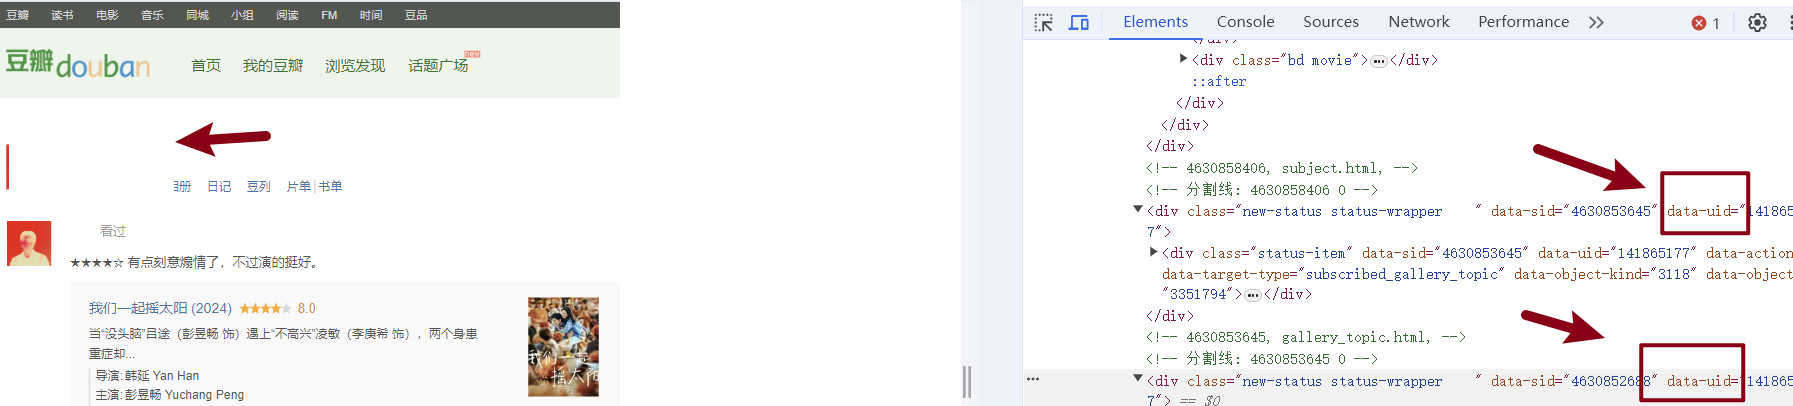 豆瓣 读书 电影 音乐 同城 小组 阅读 FM 时间 豆品
豆瓣 douban 首页 我的豆瓣 浏览发现 话题广场 new
日记 豆列 片单 书单
看过
★★★★☆ 有点刻意煽情了，不过演的挺好。
我们一起摇太阳 (2024) ★★★★★ 8.0
当“没头脑”吕途（彭昱畅 饰）遇上“不高兴”凌敏（李庚希 饰），两个身患
重症却...
导演: 韩延 Yan Han
主演: 彭昱畅 Yuchang Peng
我们一起
摇太阳
Elements Console Sources Network Performance 1
</div>
<div class="bd movie">…</div>
::after
</div>
</div>
</div>
<!-- 4630858406, subject.html, -->
<!-- 分割线: 4630858406 0 -->
<div class="new-status status-wrapper " data-sid="4630853645" data-uid="141865
7">
<div class="status-item" data-sid="4630853645" data-uid="141865177" data-action
data-target-type="subscribed_gallery_topic" data-object-kind="3118" data-object
"3351794">…</div>
</div>
<!-- 4630853645, gallery_topic.html, -->
<!-- 分割线: 4630853645 0 -->
<div class="new-status status-wrapper " data-sid="4630852688" data-uid="141865
7"> == $0